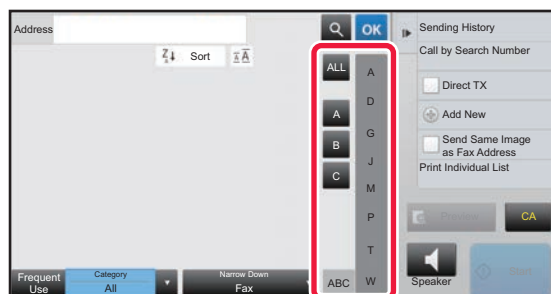 Address
OK
Sort
ALL
A
B
C
ABC
A
D
G
J
M
P
T
W
Frequent
Use
Category
All
Narrow Down
Fax
Sending History
Call by Search Number
Direct TX
Add New
Send Same Image
as Fax Address
Print Individual List
Preview
CA
Speaker
Start